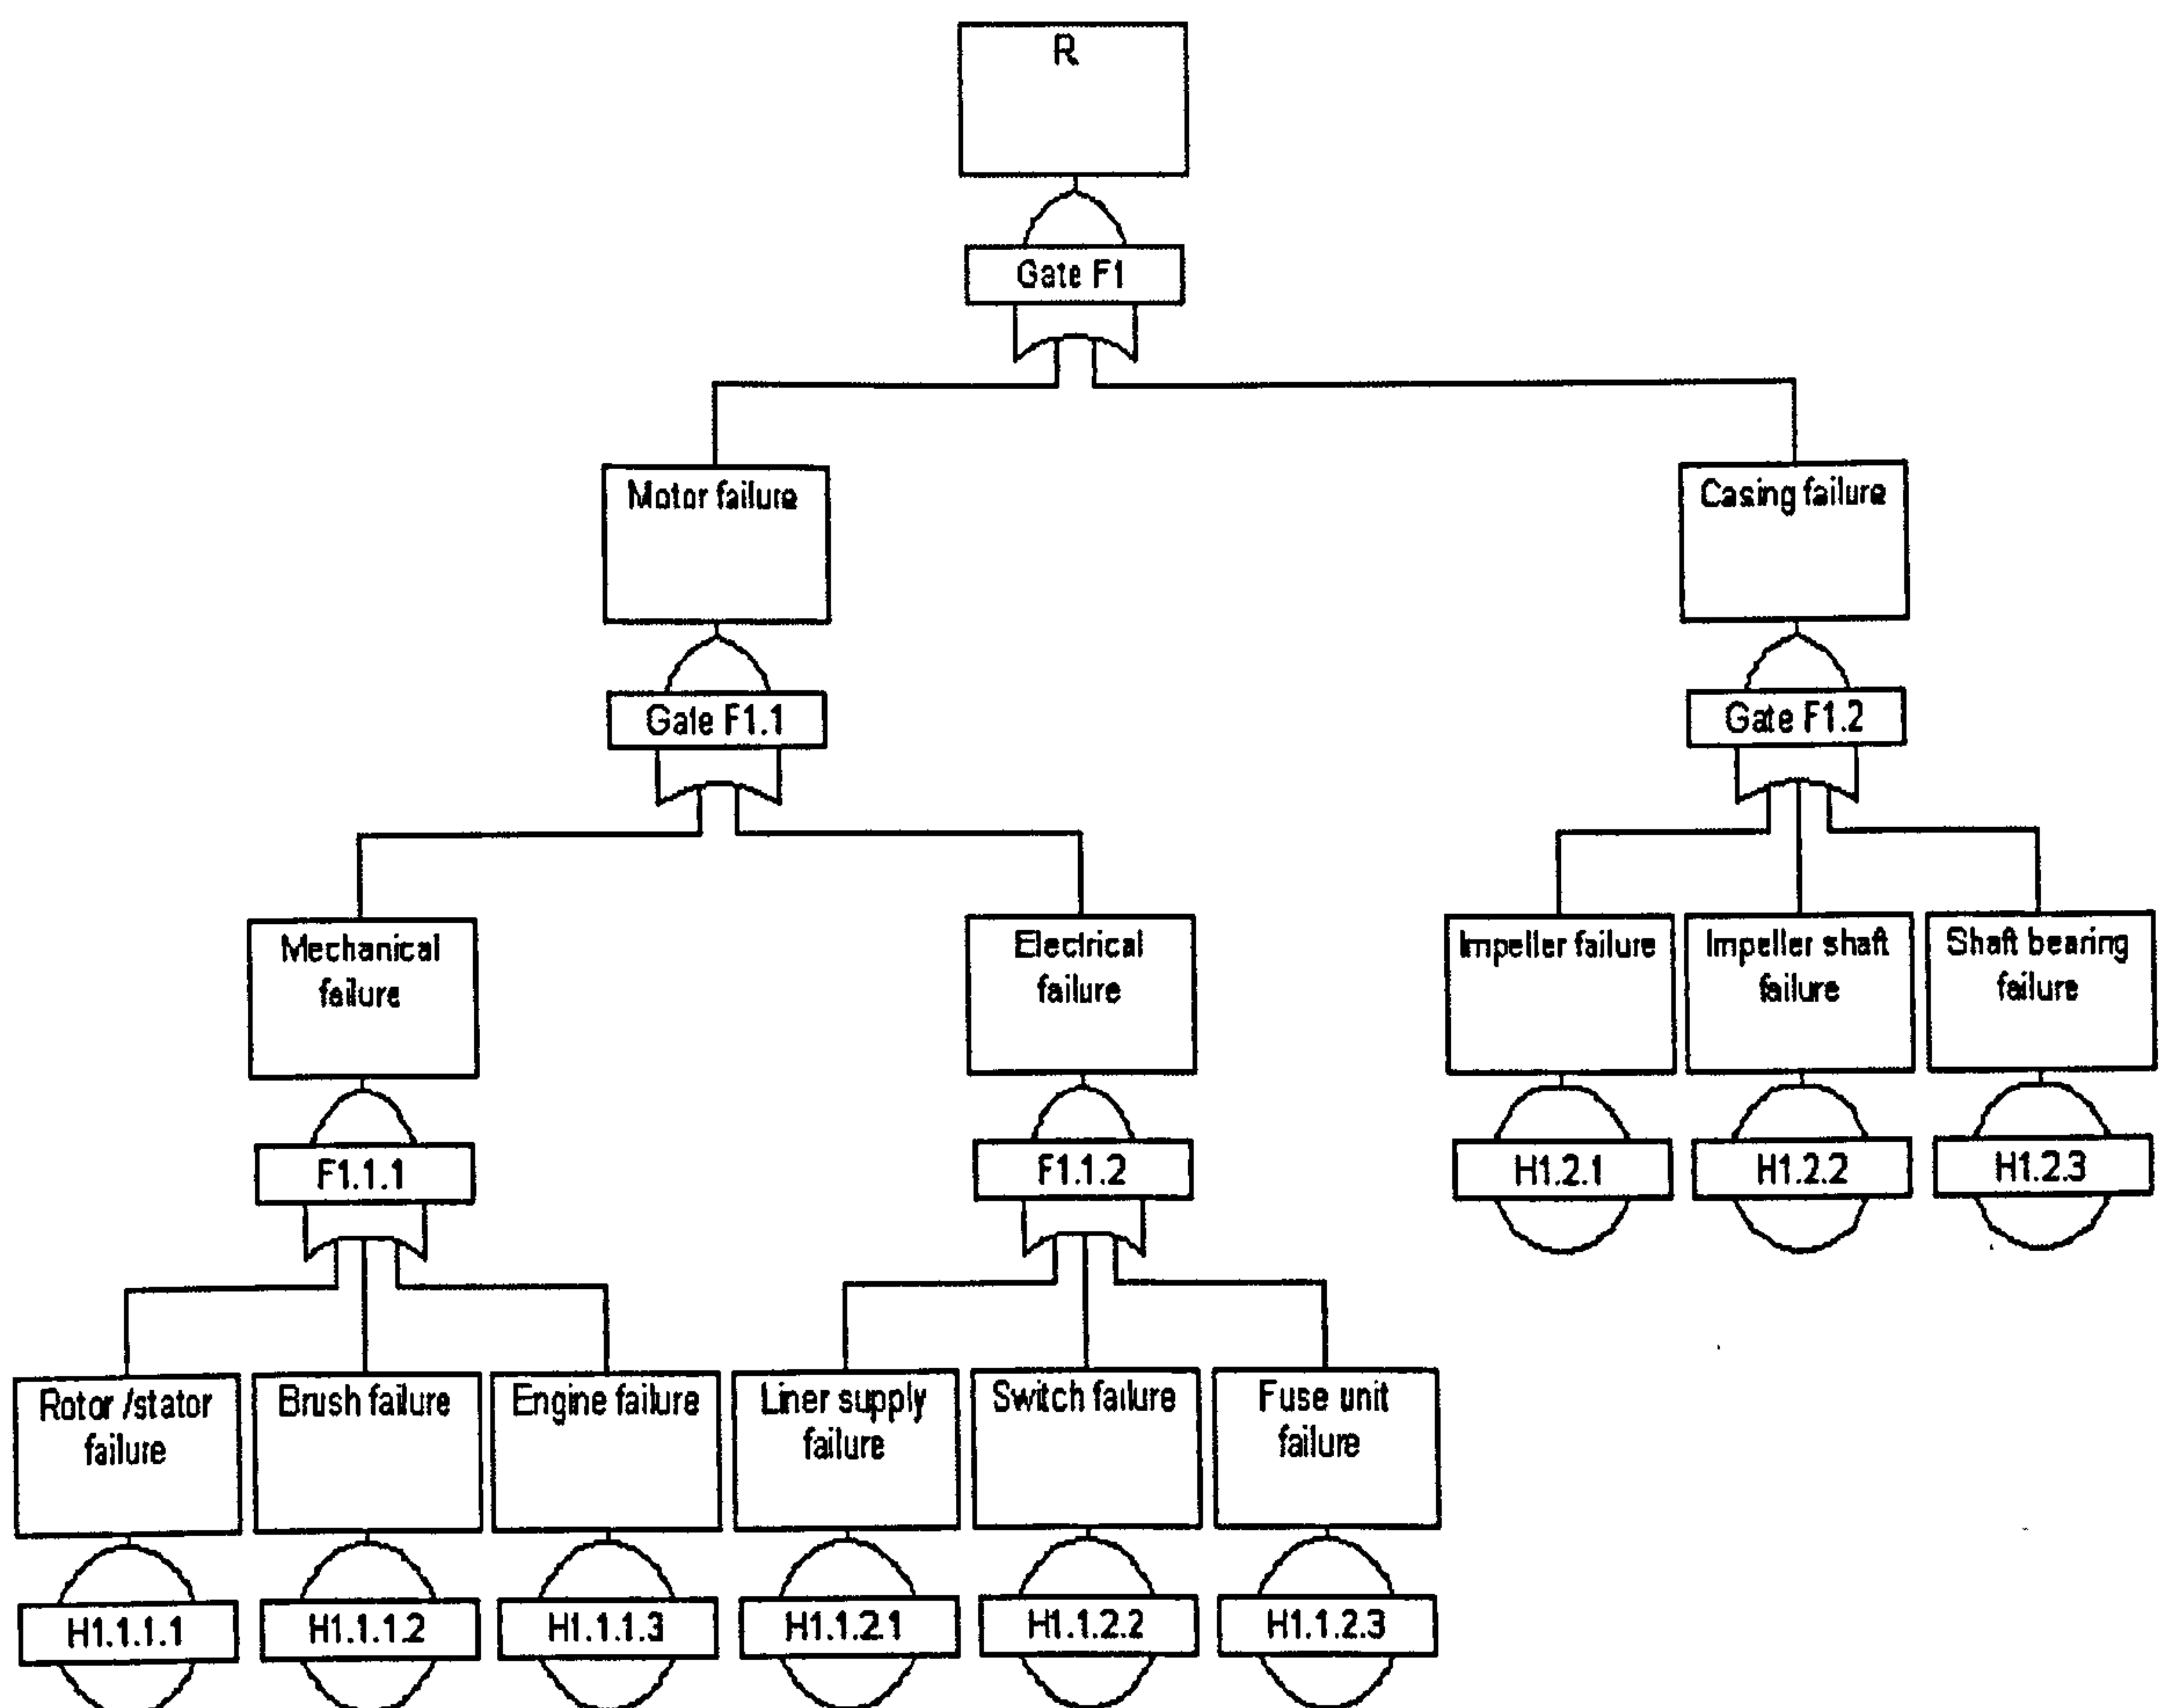 R
Gate F1
Motor failure
Casing failure
Gate F1.1
Gate F1.2
Mechanical
failure
Electrical
failure
Impeller failure
Impeller shaft
failure
Shaft bearing
failure
F1.1.1
F1.1.2
H1.2.1
H1.2.2
H1.2.3
Rotor /stator
failure
Brush failure
Engine failure
Liner supply
failure
Switch failure
Fuse unit
failure
H1.1.1.1
H1.1.1.2
H1.1.1.3
H1.1.2.1
H1.1.2.2
H1.1.2.3